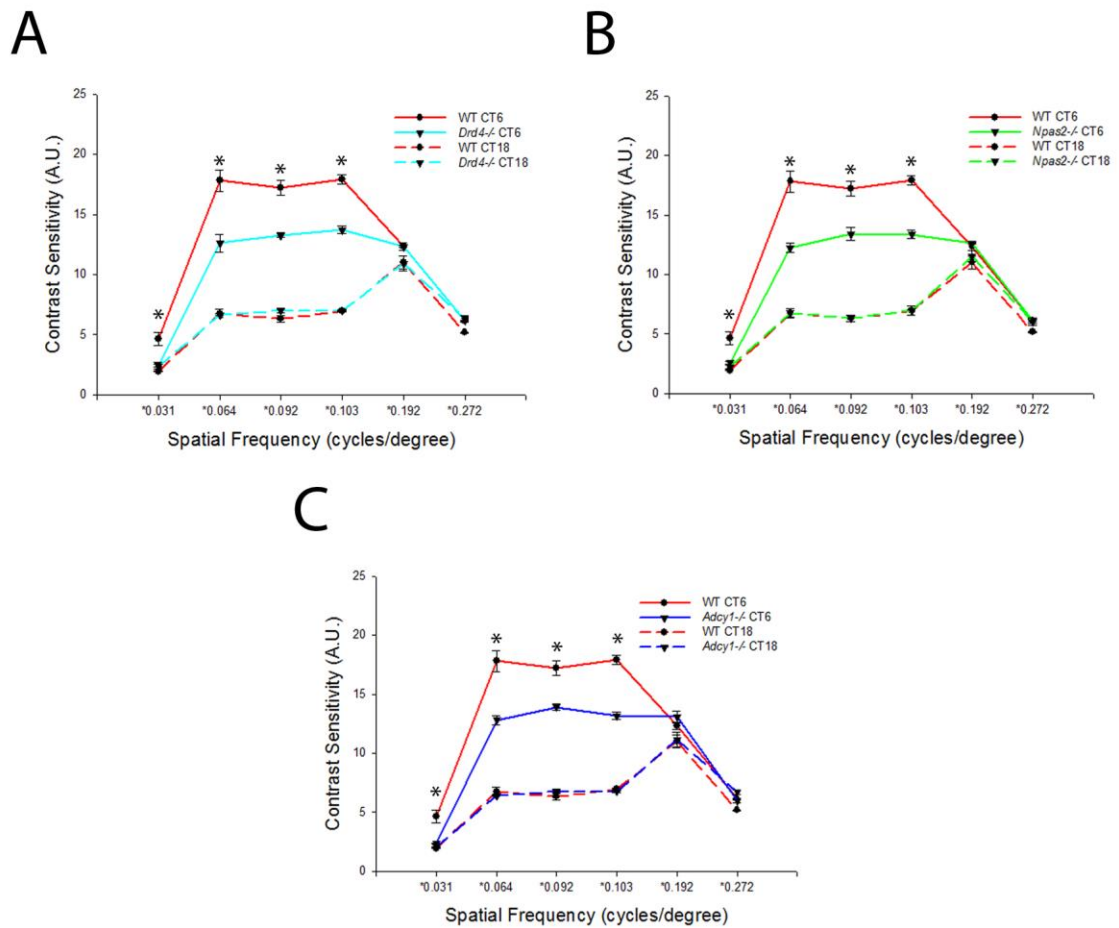 A
25
20
15
10
5
0
Contrast Sensitivity (A.U.)
WT CT6
Drd4-/- CT6
WT CT18
Drd4-/- CT18
*
*
*
*
*0.031 *0.064 *0.092 *0.103 *0.192 *0.272
Spatial Frequency (cycles/degree)
B
25
20
15
10
5
0
Contrast Sensitivity (A.U.)
WT CT6
Npas2-/- CT6
WT CT18
Npas2-/- CT18
*
*
*
*
*0.031 *0.064 *0.092 *0.103 *0.192 *0.272
Spatial Frequency (cycles/degree)
C
25
20
15
10
5
0
Contrast Sensitivity (A.U.)
WT CT6
Adcy1-/- CT6
WT CT18
Adcy1-/- CT18
*
*
*
*
*0.031 *0.064 *0.092 *0.103 *0.192 *0.272
Spatial Frequency (cycles/degree)